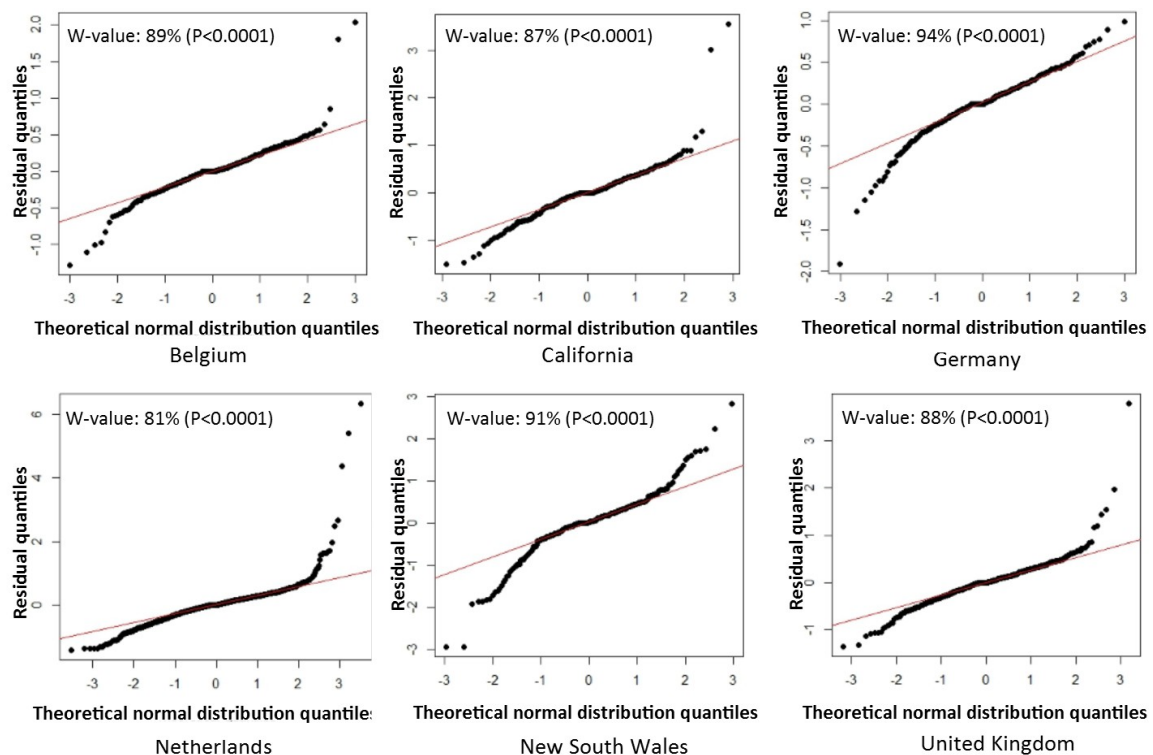 W-value: 89% (P<0.0001)
Residual quantiles
-1.0 -0.5 0.0 0.5 1.0 1.5 2.0
-3 -2 -1 0 1 2 3
Theoretical normal distribution quantiles
Belgium
W-value: 87% (P<0.0001)
Residual quantiles
-1 0 1 2 3
-3 -2 -1 0 1 2 3
Theoretical normal distribution quantiles
California
W-value: 94% (P<0.0001)
Residual quantiles
-2.0 -1.5 -1.0 -0.5 0.0 0.5 1.0
-3 -2 -1 0 1 2 3
Theoretical normal distribution quantiles
Germany
W-value: 81% (P<0.0001)
Residual quantiles
0 2 4 6
-3 -2 -1 0 1 2 3
Theoretical normal distribution quantiles
Netherlands
W-value: 91% (P<0.0001)
Residual quantiles
-3 -2 -1 0 1 2 3
-3 -2 -1 0 1 2 3
Theoretical normal distribution quantiles
New South Wales
W-value: 88% (P<0.0001)
Residual quantiles
-1 0 1 2 3
-3 -2 -1 0 1 2 3
Theoretical normal distribution quantiles
United Kingdom